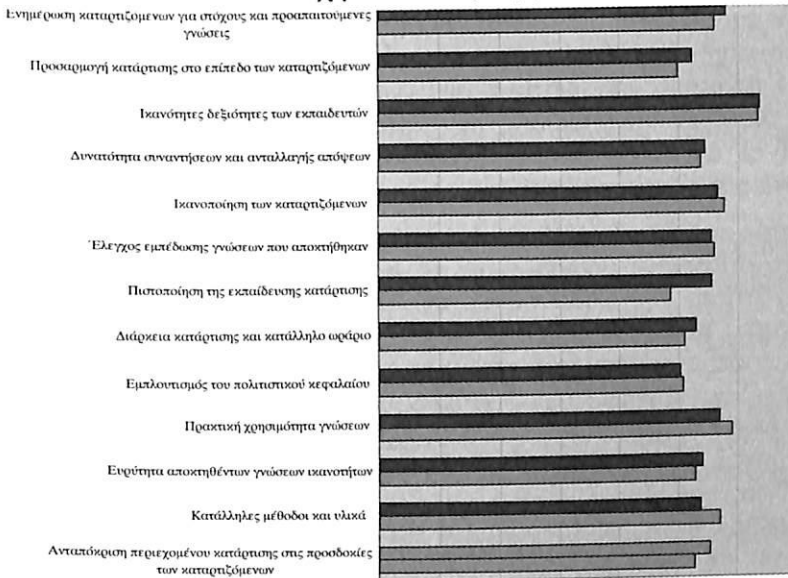 Ενημέρωση καταρτιζομένων για στόχους και προαπαιτούμενες
γνώσεις
Προσαρμογή κατάρτισης στο επίπεδο των καταρτιζόμενων
Ικανότητες δεξιότητες των εκπαιδευτών
Δυνατότητα συναντήσεων και ανταλλαγής απόψεων
Ικανοποίηση των καταρτιζόμενων
Έλεγχος εμπέδωσης γνώσεων που αποκτήθηκαν
Πιστοποίηση της εκπαίδευσης κατάρτισης
Διάρκεια κατάρτισης και κατάλληλο ωράριο
Εμπλουτισμός του πολιτιστικού κεφαλαίου
Πρακτική χρησιμότητα γνώσεων
Ευρύτητα αποκτηθέντων γνώσεων ικανοτήτων
Κατάλληλες μέθοδοι και υλικά
Ανταπόκριση περιεχομένου κατάρτισης στις προσδοκίες
των καταρτιζόμενων